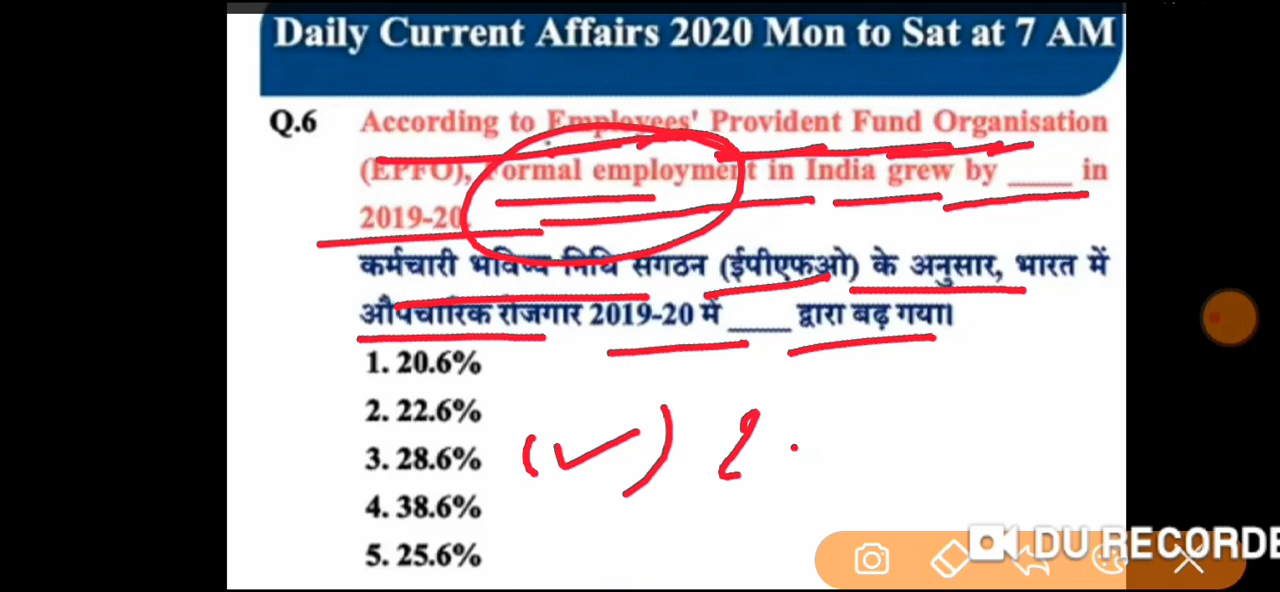 Daily Current Affairs 2020 Mon to Sat at 7 AM
Q.6 According to Employees' Provident Fund Organisation
(EPFO), Formal employment in India grew by ____ in
2019-20.
कर्मचारी भविष्य निधि संगठन (ईपीएफओ) के अनुसार, भारत में
औपचारिक रोजगार 2019-20 में ____ द्वारा बढ़ गया।
1. 20.6%
2. 22.6%
3. 28.6%
4. 38.6%
5. 25.6%
DU RECORDE